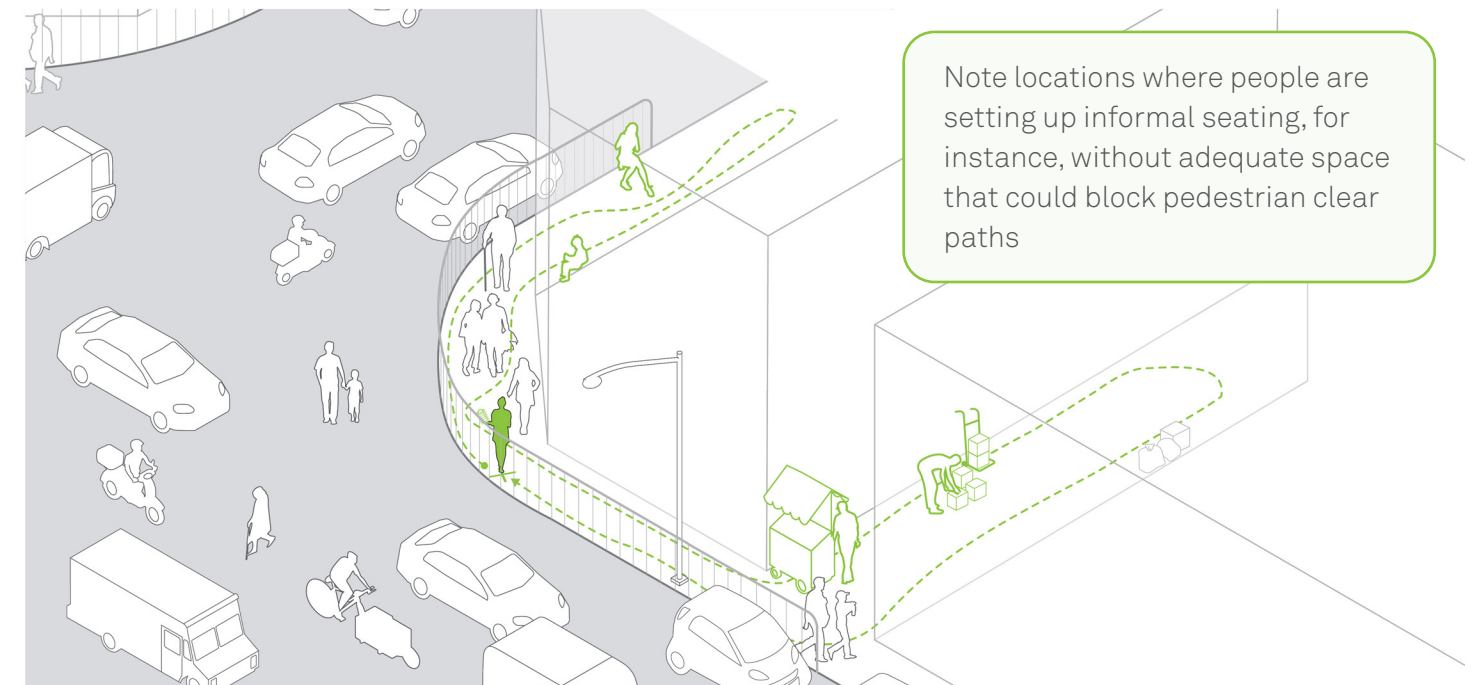 Note locations where people are
setting up informal seating, for
instance, without adequate space
that could block pedestrian clear
paths